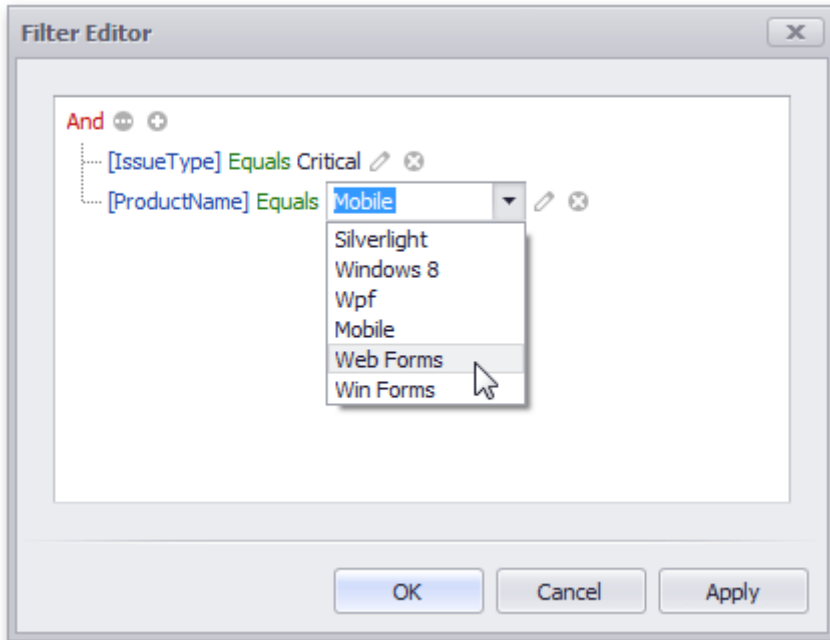 Filter Editor
And
[IssueType] Equals Critical
[ProductName] Equals Mobile
Silverlight
Windows 8
Wpf
Mobile
Web Forms
Win Forms
OK Cancel Apply